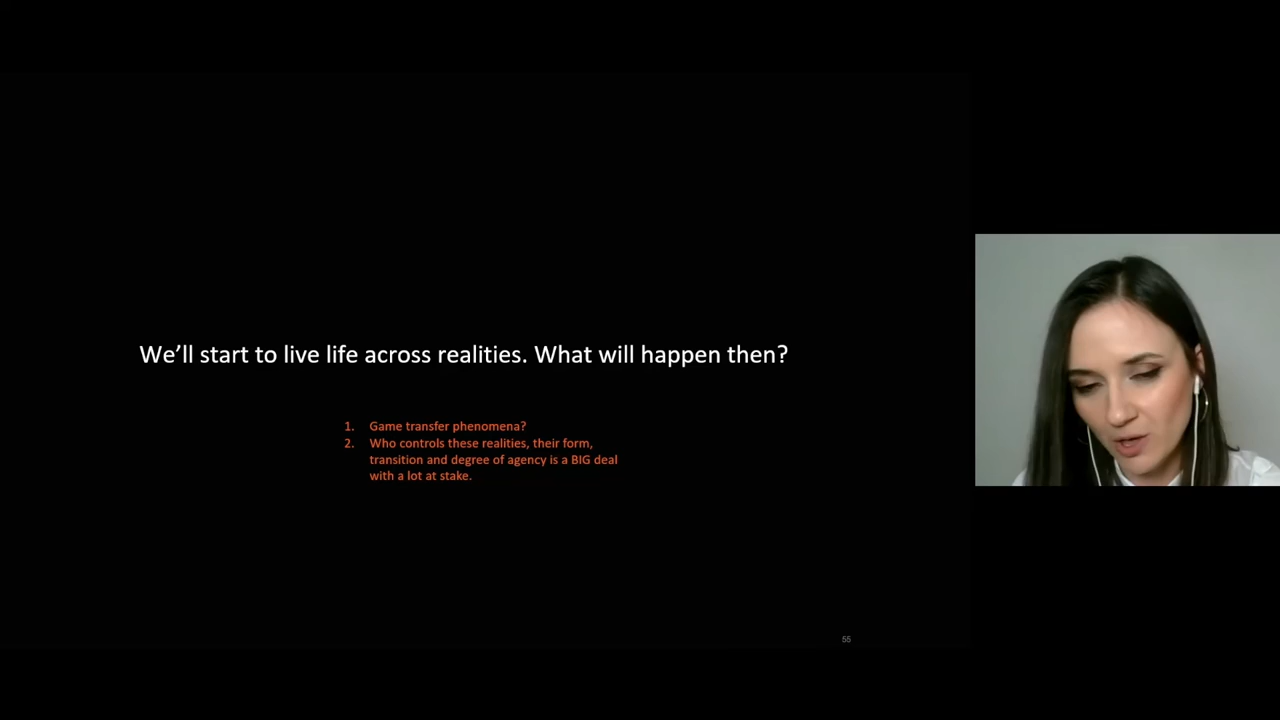 We’ll start to live life across realities. What will happen then?
1. Game transfer phenomena?
2. Who controls these realities, their form,
transition and degree of agency is a BIG deal
with a lot at stake.
55